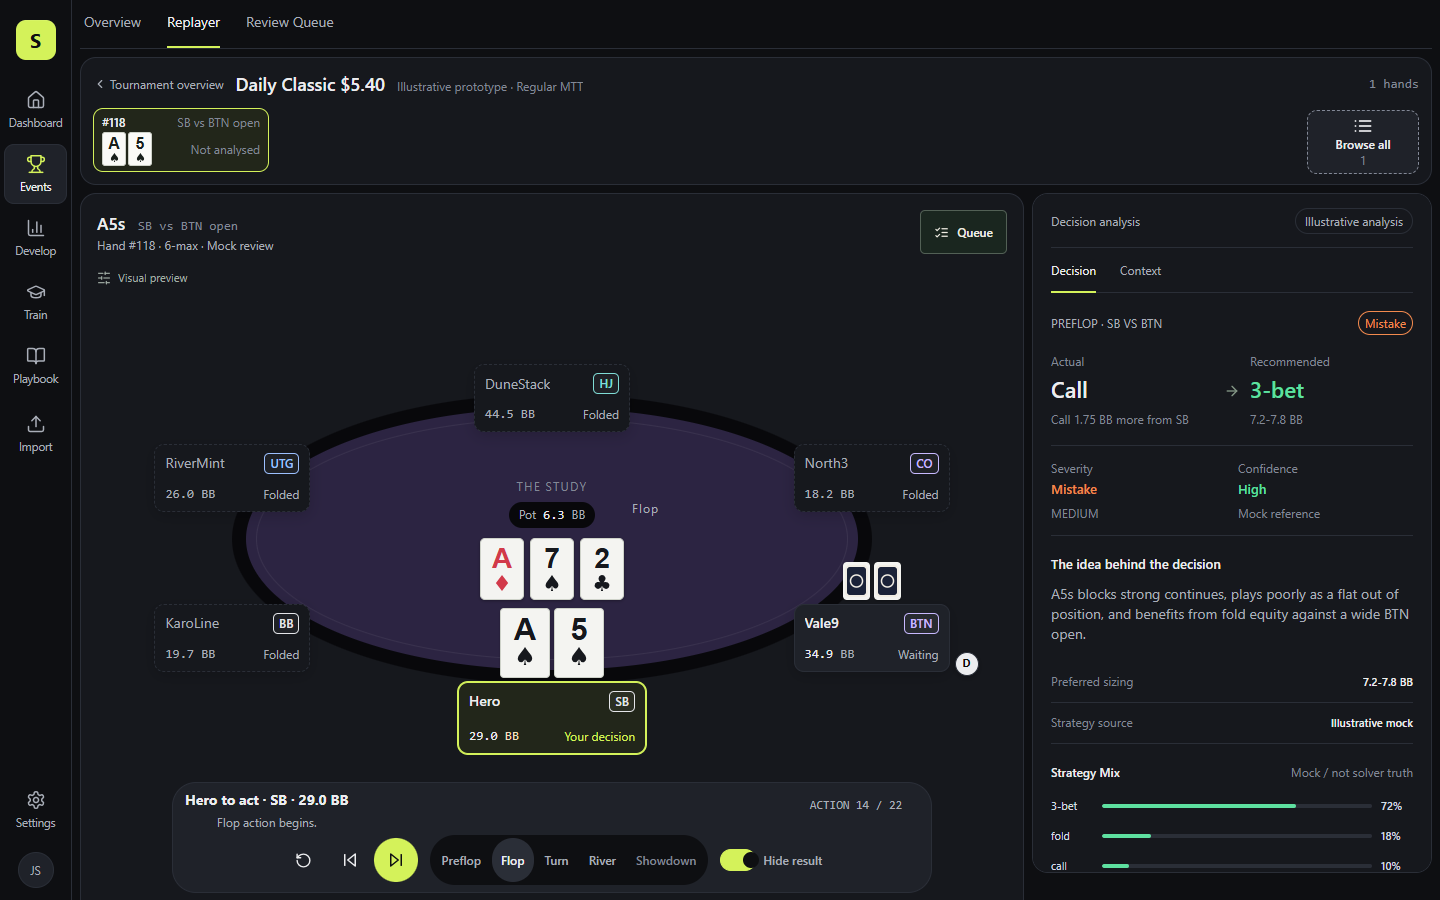 S
Dashboard
Events
Develop
Train
Playbook
Import
Settings
JS
Overview Replayer Review Queue
Tournament overview Daily Classic $5.40 Illustrative prototype · Regular MTT 1 hands
#118 SB vs BTN open
A 5
Not analysed
Browse all
1
A5s SB vs BTN open
Hand #118 · 6-max · Mock review
Queue
Visual preview
DuneStack HJ
44.5 BB Folded
RiverMint UTG
26.0 BB Folded
North3 CO
18.2 BB Folded
THE STUDY
Pot 6.3 BB Flop
A 7 2
A 5
KaroLine BB
19.7 BB Folded
Vale9 BTN
34.9 BB Waiting
D
Hero SB
29.0 BB Your decision
Hero to act · SB · 29.0 BB ACTION 14 / 22
Flop action begins.
Preflop Flop Turn River Showdown Hide result
Decision analysis Illustrative analysis
Decision Context
PREFLOP · SB VS BTN Mistake
Actual Recommended
Call 3-bet
Call 1.75 BB more from SB 7.2-7.8 BB
Severity Confidence
Mistake High
MEDIUM Mock reference
The idea behind the decision
A5s blocks strong continues, plays poorly as a flat out of
position, and benefits from fold equity against a wide BTN
open.
Preferred sizing 7.2-7.8 BB
Strategy source Illustrative mock
Strategy Mix Mock / not solver truth
3-bet 72%
fold 18%
call 10%